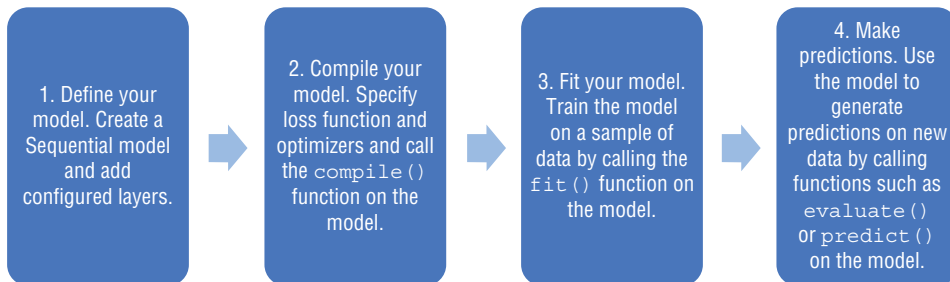 1. Define your
model. Create a
Sequential model
and add
configured layers.
2. Compile your
model. Specify
loss function and
optimizers and call
the compile()
function on the
model.
3. Fit your model.
Train the model
on a sample of
data by calling the
fit() function on
the model.
4. Make
predictions. Use
the model to
generate
predictions on new
data by calling
functions such as
evaluate()
or predict()
on the model.